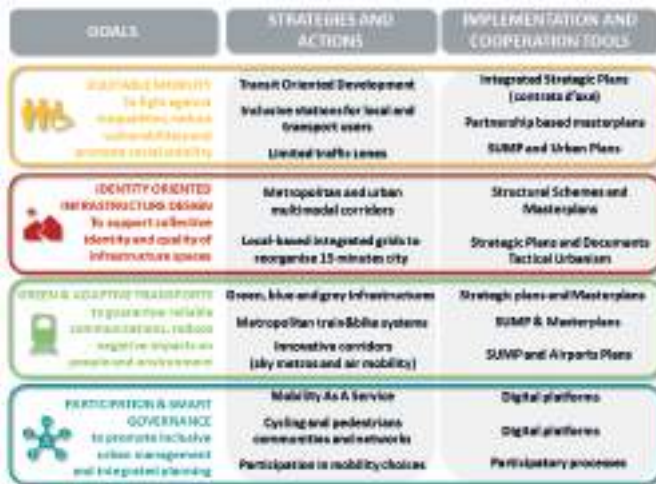 GOALS
STRATEGIES AND
ACTIONS
IMPLEMENTATION AND
COOPERATION TOOLS
EQUITABLE MOBILITY
To fight against
inequalities, reduce
vulnerability and
promote social mobility
Transit Oriented Development
Inclusive stations for local and
transport users
Limited traffic zones
Integrated Strategic Plans
(contrats d'axe)
Partnership based masterplans
SUMP and Urban Plans
IDENTITY ORIENTED
INFRASTRUCTURE DESIGN
To support collective
identity and quality of
infrastructure spaces
Metropolitan and urban
multimodal corridors
Local-based integrated grids to
reorganise 15-minutes city
Structural Schemes and
Masterplans
Strategic Plans and Documents
Tactical Urbanism
GREEN & ADAPTIVE TRANSPORTS
to guarantee reliable
communications, reduce
negative impacts on
people and environment
Green, blue and grey Infrastructures
Metropolitan train&bike systems
Innovative corridors
(sky metros and air mobility)
Strategic plans and Masterplans
SUMP & Masterplans
SUMP and Airports Plans
PARTICIPATION & SMART
GOVERNANCE
to promote inclusive
urban management
and integrated planning
Mobility As A Service
Cycling and pedestrians
communities and networks
Participation in mobility choices
Digital platforms
Digital platforms
Participatory processes